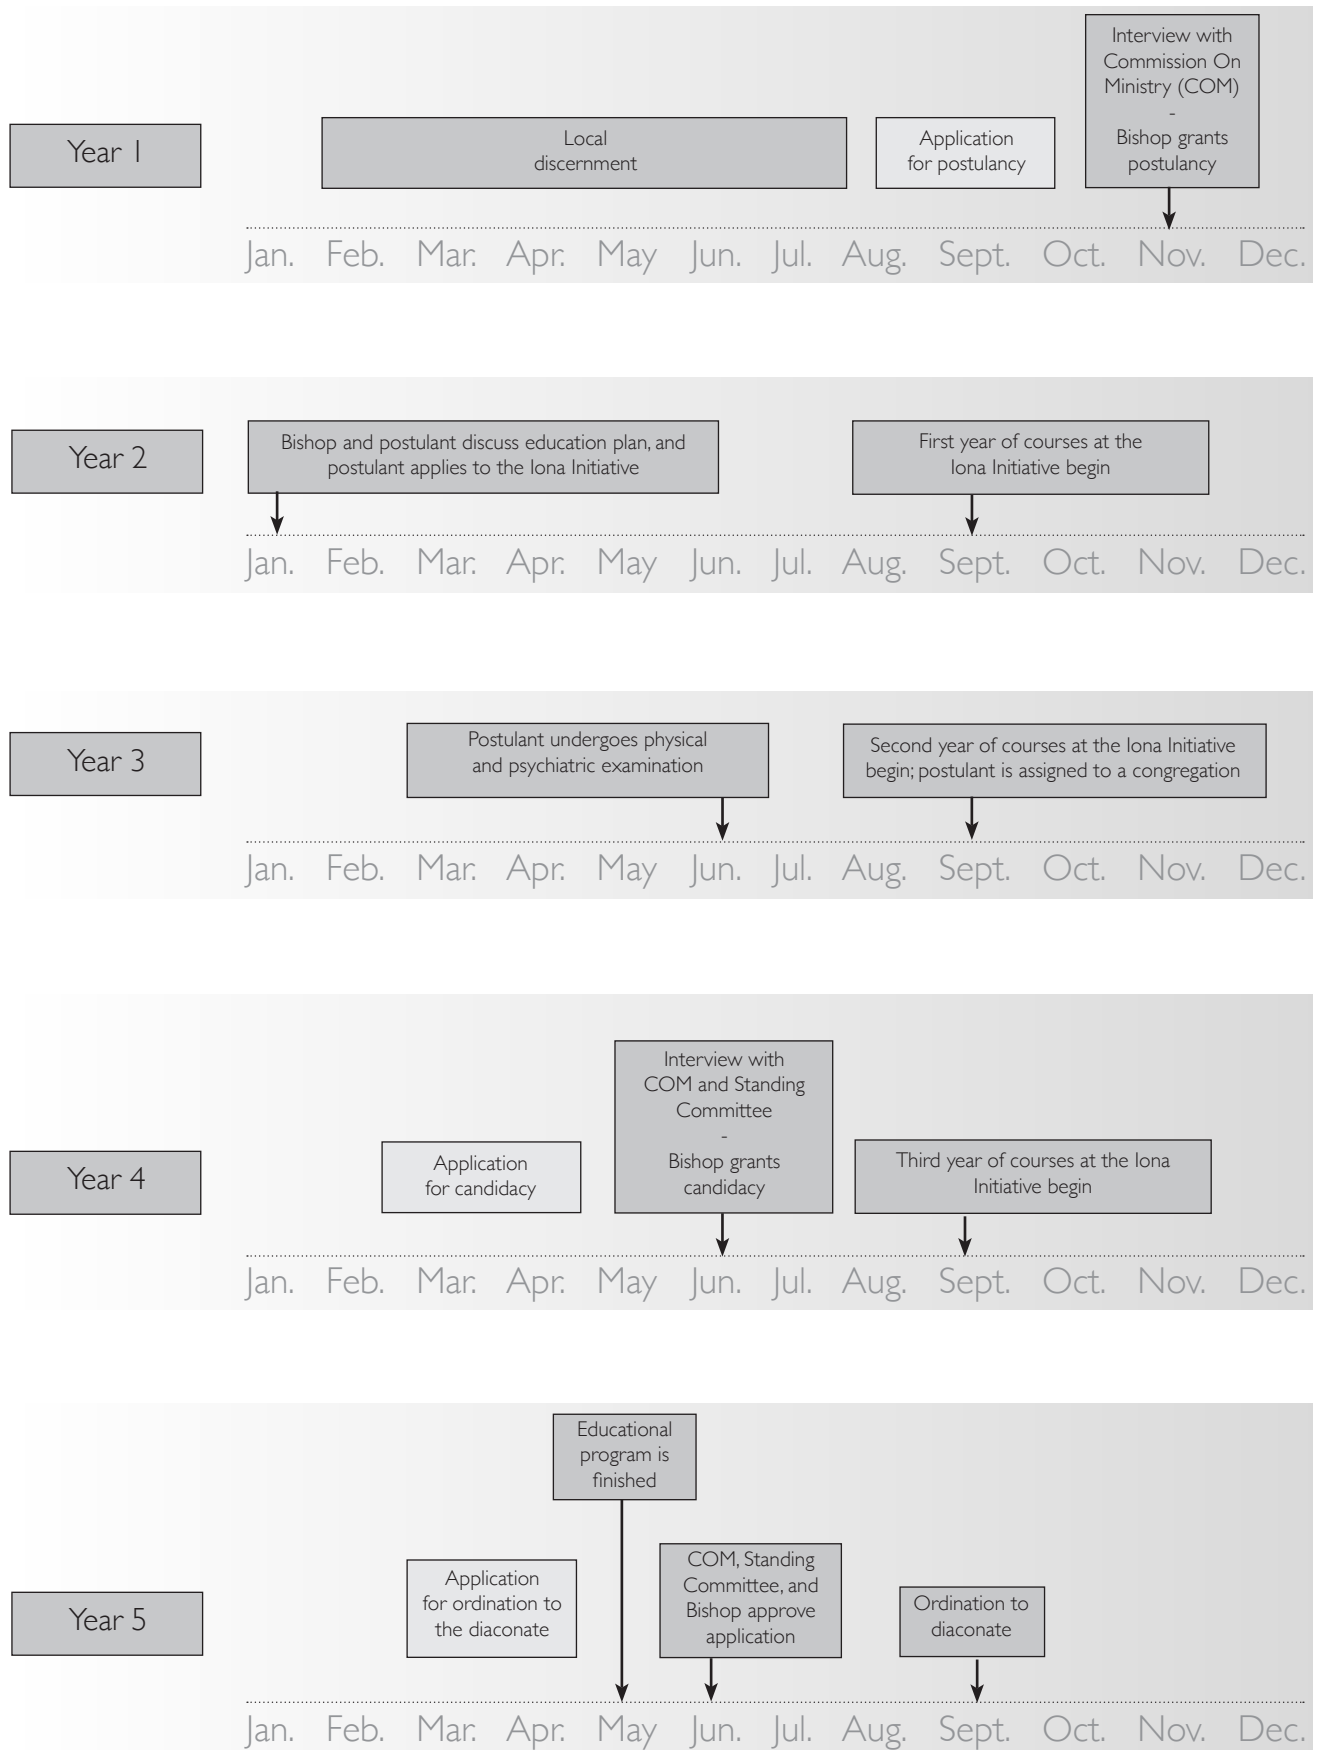 Interview with
Commission On
Ministry (COM)
-
Bishop grants
postulancy
Year 1
Local
discernment
Application
for postulancy
Jan. Feb. Mar. Apr. May Jun. Jul. Aug. Sept. Oct. Nov. Dec.
Year 2
Bishop and postulant discuss education plan, and
postulant applies to the Iona Initiative
First year of courses at the
Iona Initiative begin
Jan. Feb. Mar. Apr. May Jun. Jul. Aug. Sept. Oct. Nov. Dec.
Year 3
Postulant undergoes physical
and psychiatric examination
Second year of courses at the Iona Initiative
begin; postulant is assigned to a congregation
Jan. Feb. Mar. Apr. May Jun. Jul. Aug. Sept. Oct. Nov. Dec.
Year 4
Application
for candidacy
Interview with
COM and Standing
Committee
-
Bishop grants
candidacy
Third year of courses at the Iona
Initiative begin
Jan. Feb. Mar. Apr. May Jun. Jul. Aug. Sept. Oct. Nov. Dec.
Year 5
Application
for ordination to
the diaconate
Educational
program is
finished
COM, Standing
Committee, and
Bishop approve
application
Ordination to
diaconate
Jan. Feb. Mar. Apr. May Jun. Jul. Aug. Sept. Oct. Nov. Dec.